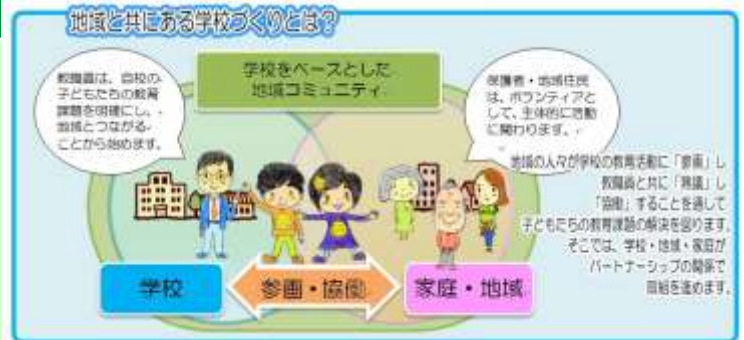 地域と共にある学校づくりとは？
教職員は、自校の
子どもたちの教育
課題を明確にし、
地域とつながる
ことから始めます。
学校をベースとした
地域コミュニティ
保護者・地域住民
は、ボランティアと
して、主体的に活動
に関わります。
地域の人々が学校の教育活動に「参画」し
教職員と共に「熟議」し
「協働」することを通して
子どもたちの教育課題の解決を図ります。
そこでは、学校・地域・家庭が
パートナーシップの関係で
取組を進めます。
学校
参画・協働
家庭・地域